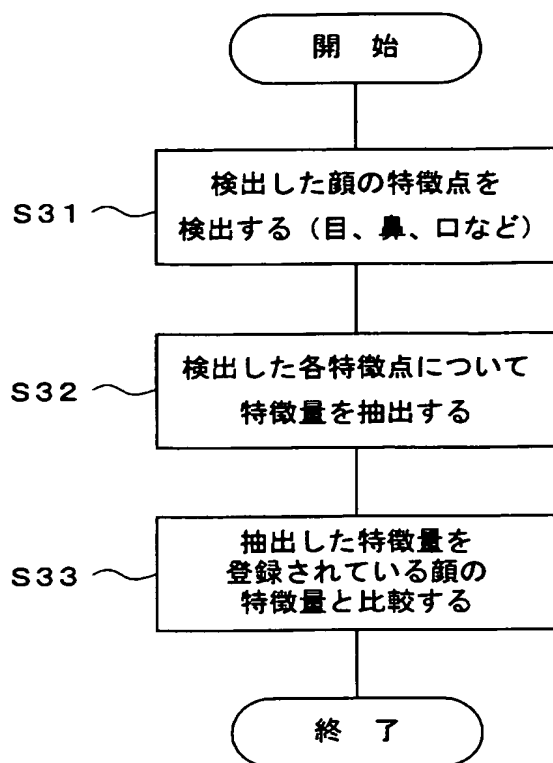 開 始
検出した顔の特徴点を
S31
検出する(目、鼻、口など)
検出した各特徴点について
S32
特徴量を抽出する
抽出した特徴量を
S33
登録されている顔の
特徴量と比較する
終 了